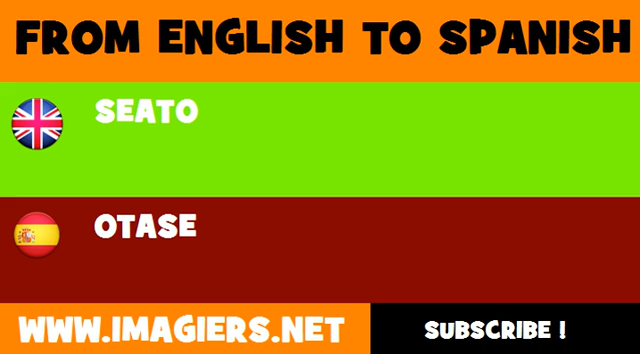 FROM ENGLISH TO SPANISH
SEATO
OTASE
WWW.IMAGIERS.NET
SUBSCRIBE !